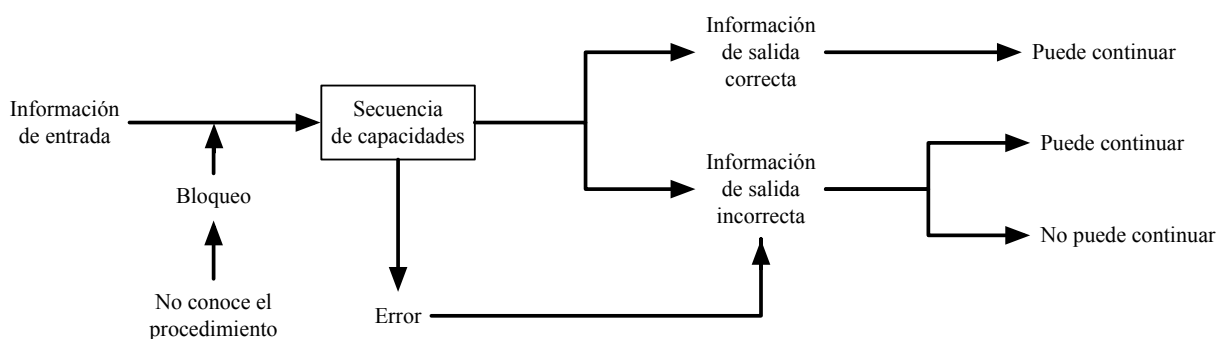 Información
de entrada
Bloqueo
No conoce el
procedimiento
Secuencia
de capacidades
Error
Información
de salida
correcta
Puede continuar
Información
de salida
incorrecta
Puede continuar
No puede continuar